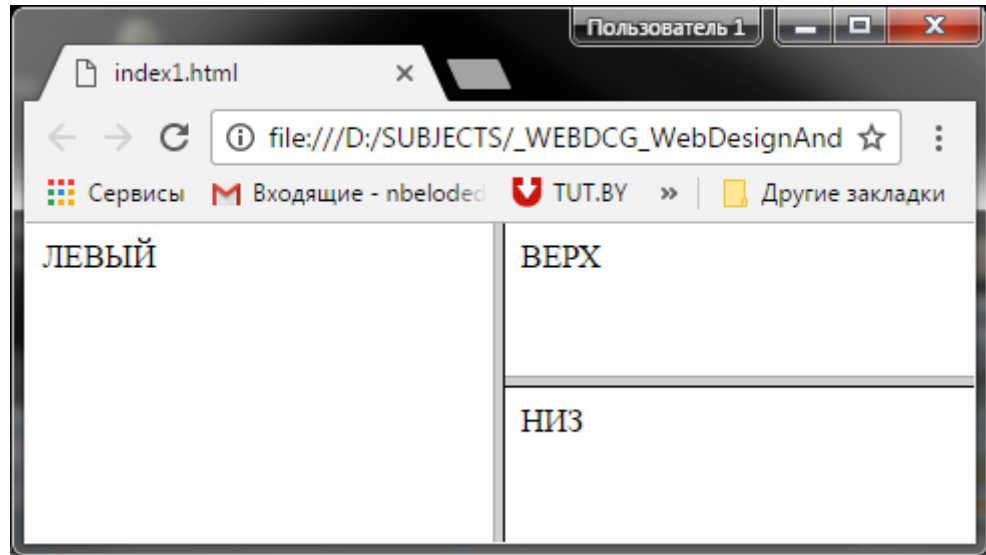 Пользователь 1
index1.html
file:///D:/SUBJECTS/_WEBDCG_WebDesignAnd
Сервисы Входящие - nbeloded TUT.BY » Другие закладки
ЛЕВЫЙ
ВЕРХ
НИЗ